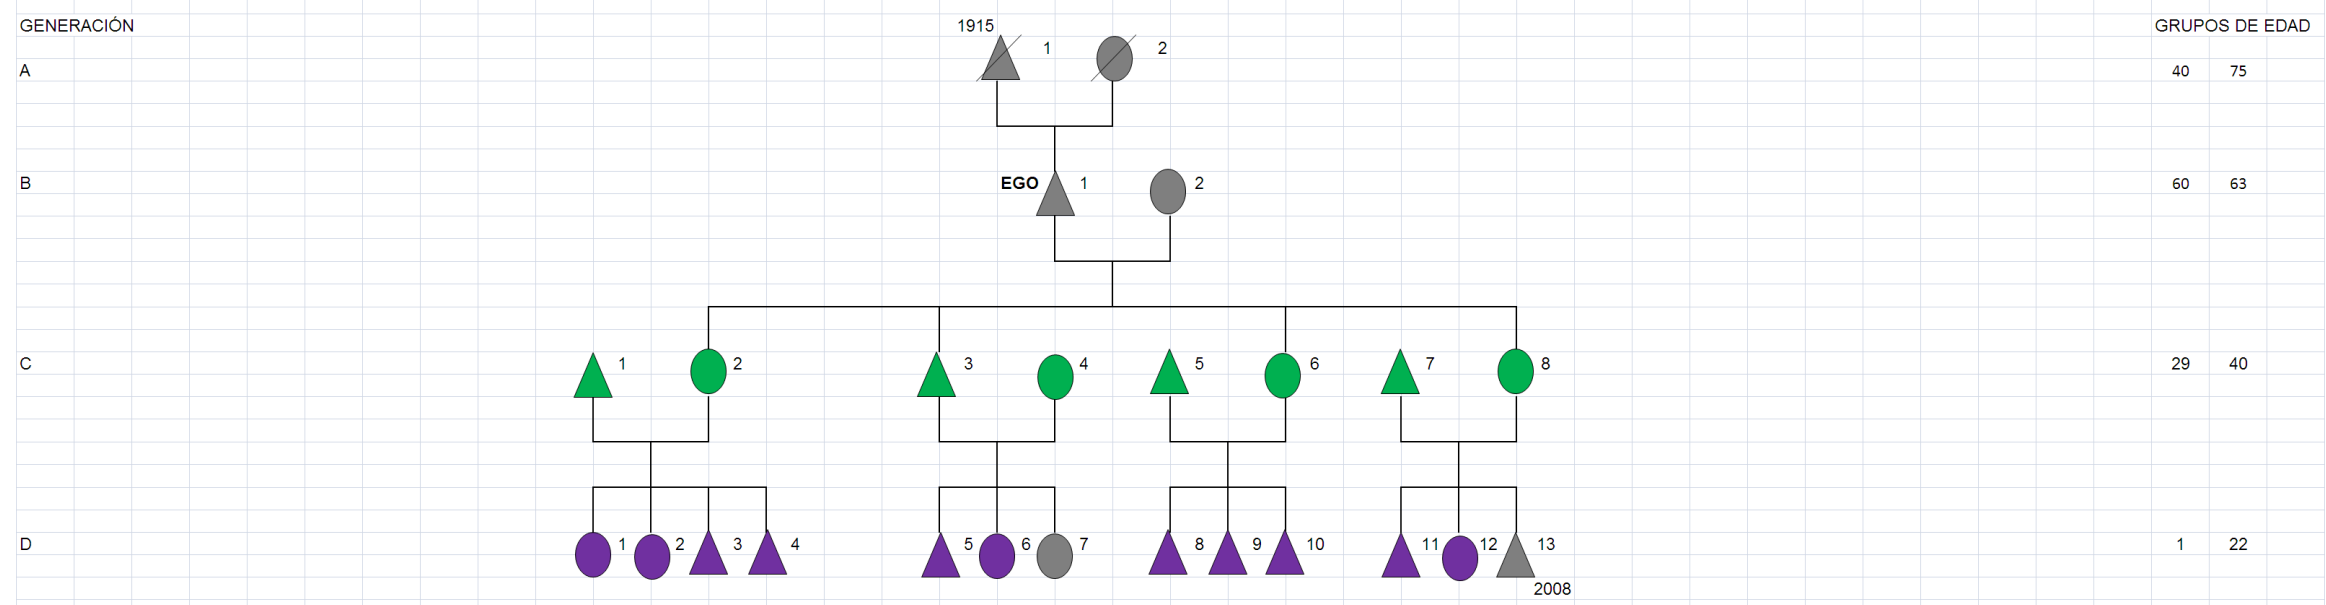 GENERACIÓN 1915 GRUPOS DE EDAD
1 2
A 40 75
B EGO 1 2 60 63
C 1 2 3 4 5 6 7 8 29 40
D 1 2 3 4 5 6 7 8 9 10 11 12 13 1 22
2008